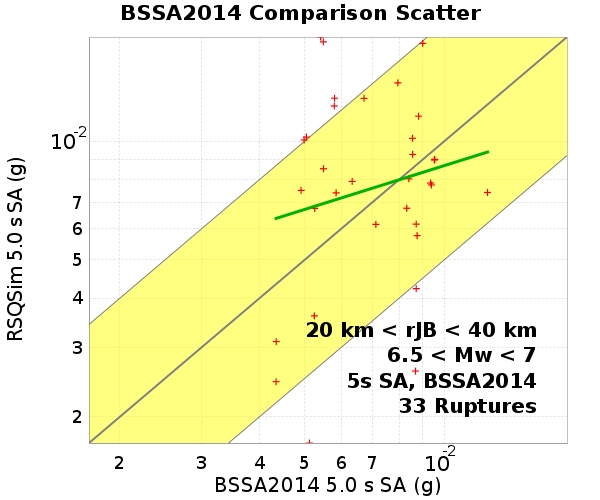 BSSA2014 Comparison Scatter
RSQSim 5.0 s SA (g)
10-2
7
6
5
4
3
2
20 km < rJB < 40 km
6.5 < Mw < 7
5s SA, BSSA2014
33 Ruptures
2 3 4 5 6 7 10-2
BSSA2014 5.0 s SA (g)